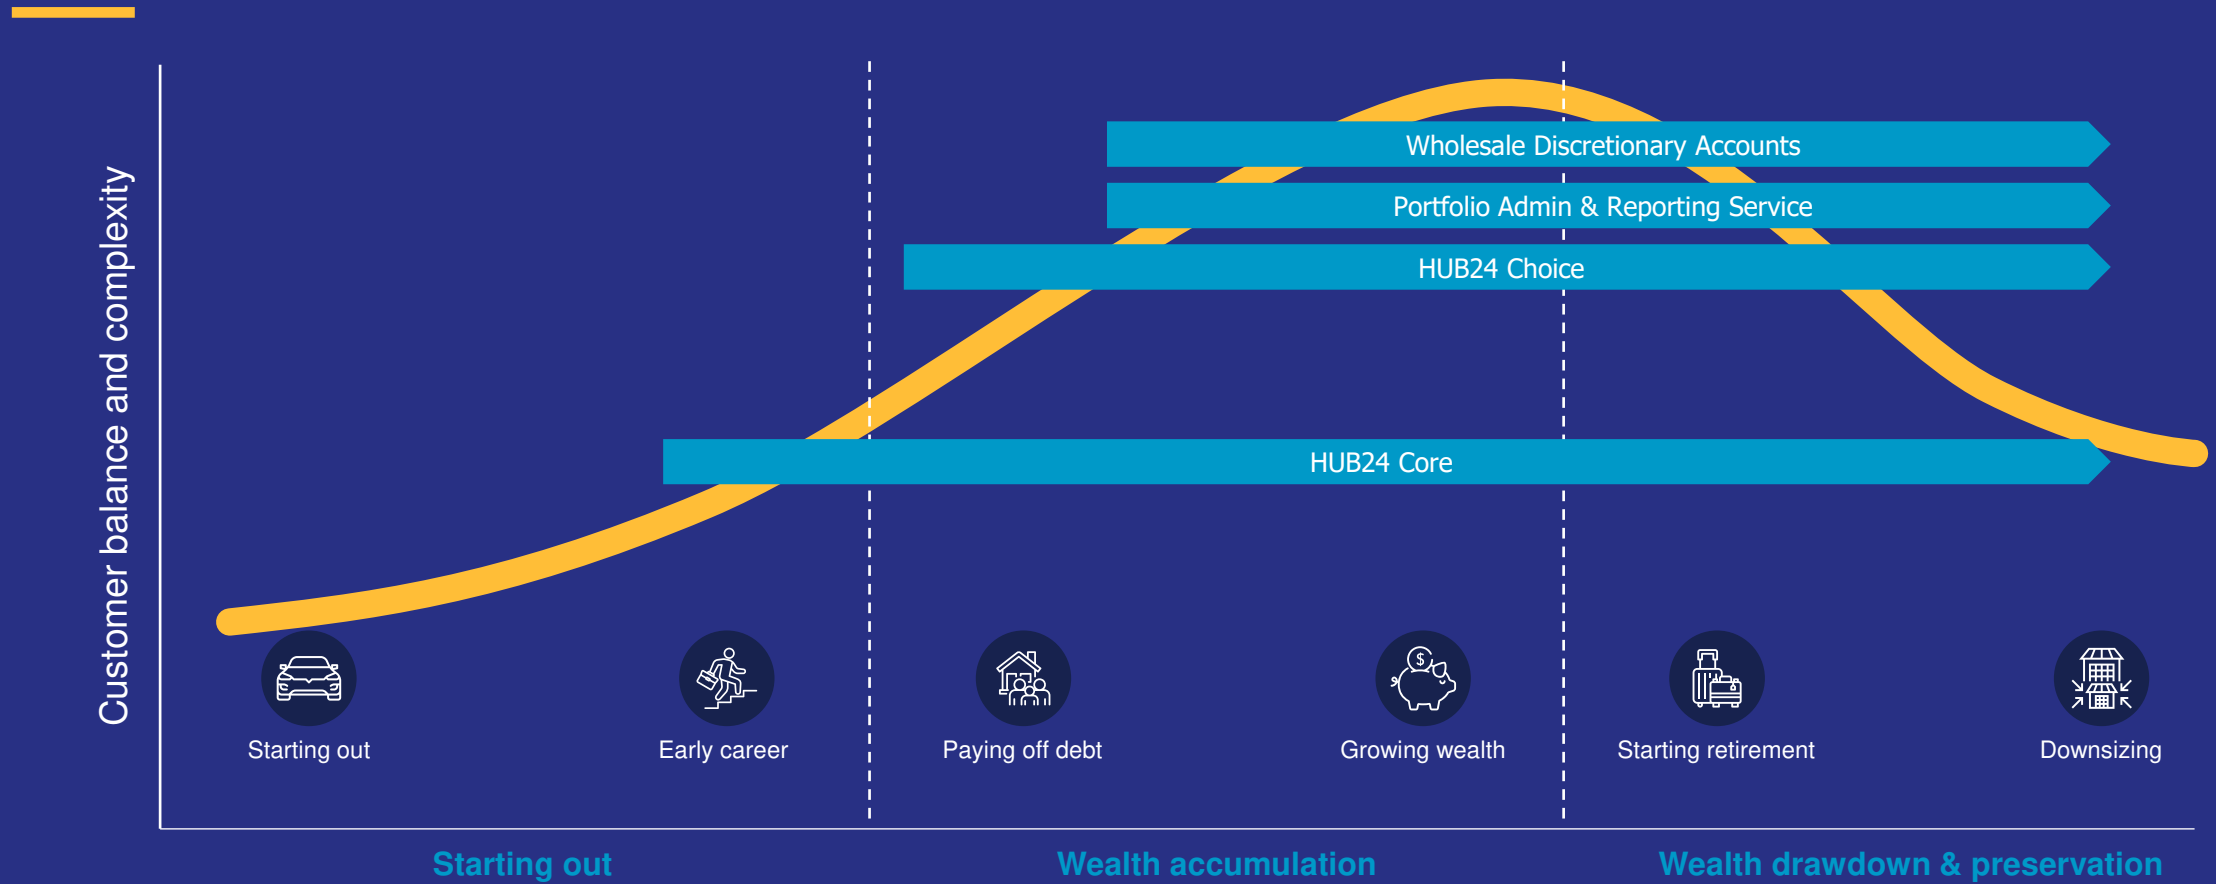 Customer balance and complexity
Wholesale Discretionary Accounts
Portfolio Admin & Reporting Service
HUB24 Choice
HUB24 Core
$
Starting out
Early career
Paying off debt
Growing wealth
Starting retirement
Downsizing
Starting out
Wealth accumulation
Wealth drawdown & preservation